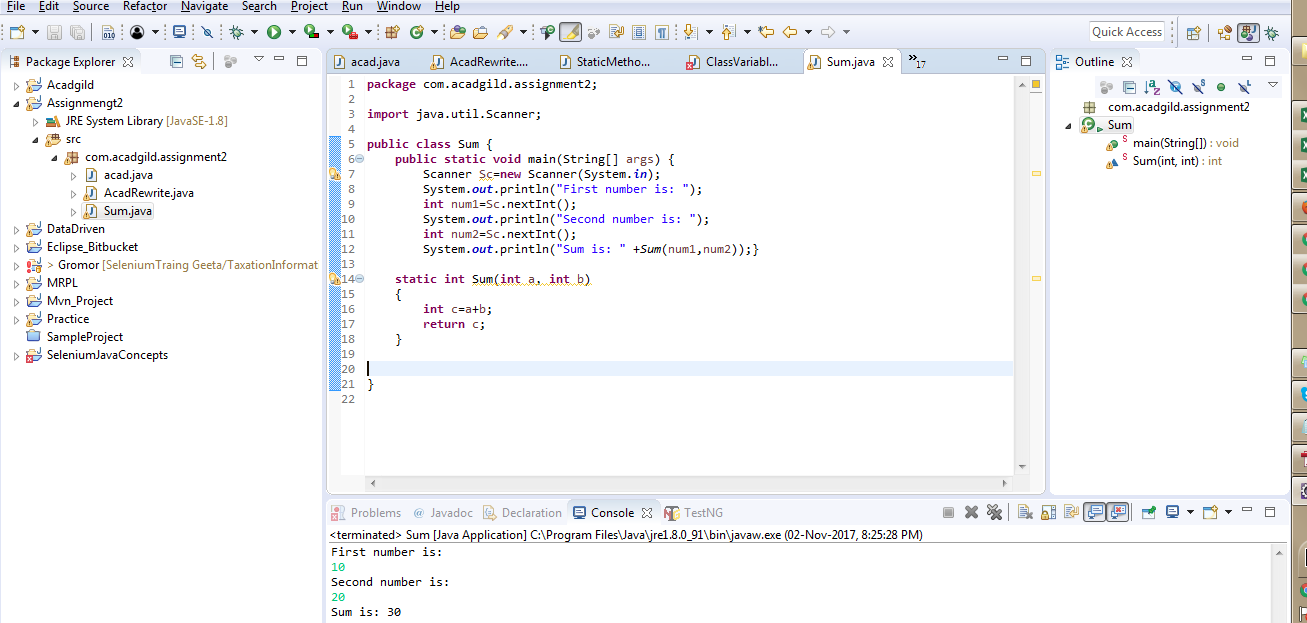 File Edit Source Refactor Navigate Search Project Run Window Help
Quick Access
Package Explorer
Acadgild
Assignmengt2
JRE System Library [JavaSE-1.8]
src
com.acadgild.assignment2
acad.java
AcadRewrite.java
Sum.java
DataDriven
Eclipse_Bitbucket
> Gromor [SeleniumTraing Geeta/TaxationInformat
MRPL
Mvn_Project
Practice
SampleProject
SeleniumJavaConcepts
acad.java AcadRewrite.... StaticMetho... ClassVariabl... Sum.java »17
1 package com.acadgild.assignment2;
2
3 import java.util.Scanner;
4
5 public class Sum {
6 public static void main(String[] args) {
7 Scanner Sc=new Scanner(System.in);
8 System.out.println("First number is: ");
9 int num1=Sc.nextInt();
10 System.out.println("Second number is: ");
11 int num2=Sc.nextInt();
12 System.out.println("Sum is: " +Sum(num1,num2));}
13
14 static int Sum(int a, int b)
15 {
16 int c=a+b;
17 return c;
18 }
19
20
21 }
22
Outline
com.acadgild.assignment2
Sum
main(String[]) : void
Sum(int, int) : int
Problems @ Javadoc Declaration Console TestNG
<terminated> Sum [Java Application] C:\Program Files\Java\jre1.8.0_91\bin\javaw.exe (02-Nov-2017, 8:25:28 PM)
First number is:
10
Second number is:
20
Sum is: 30